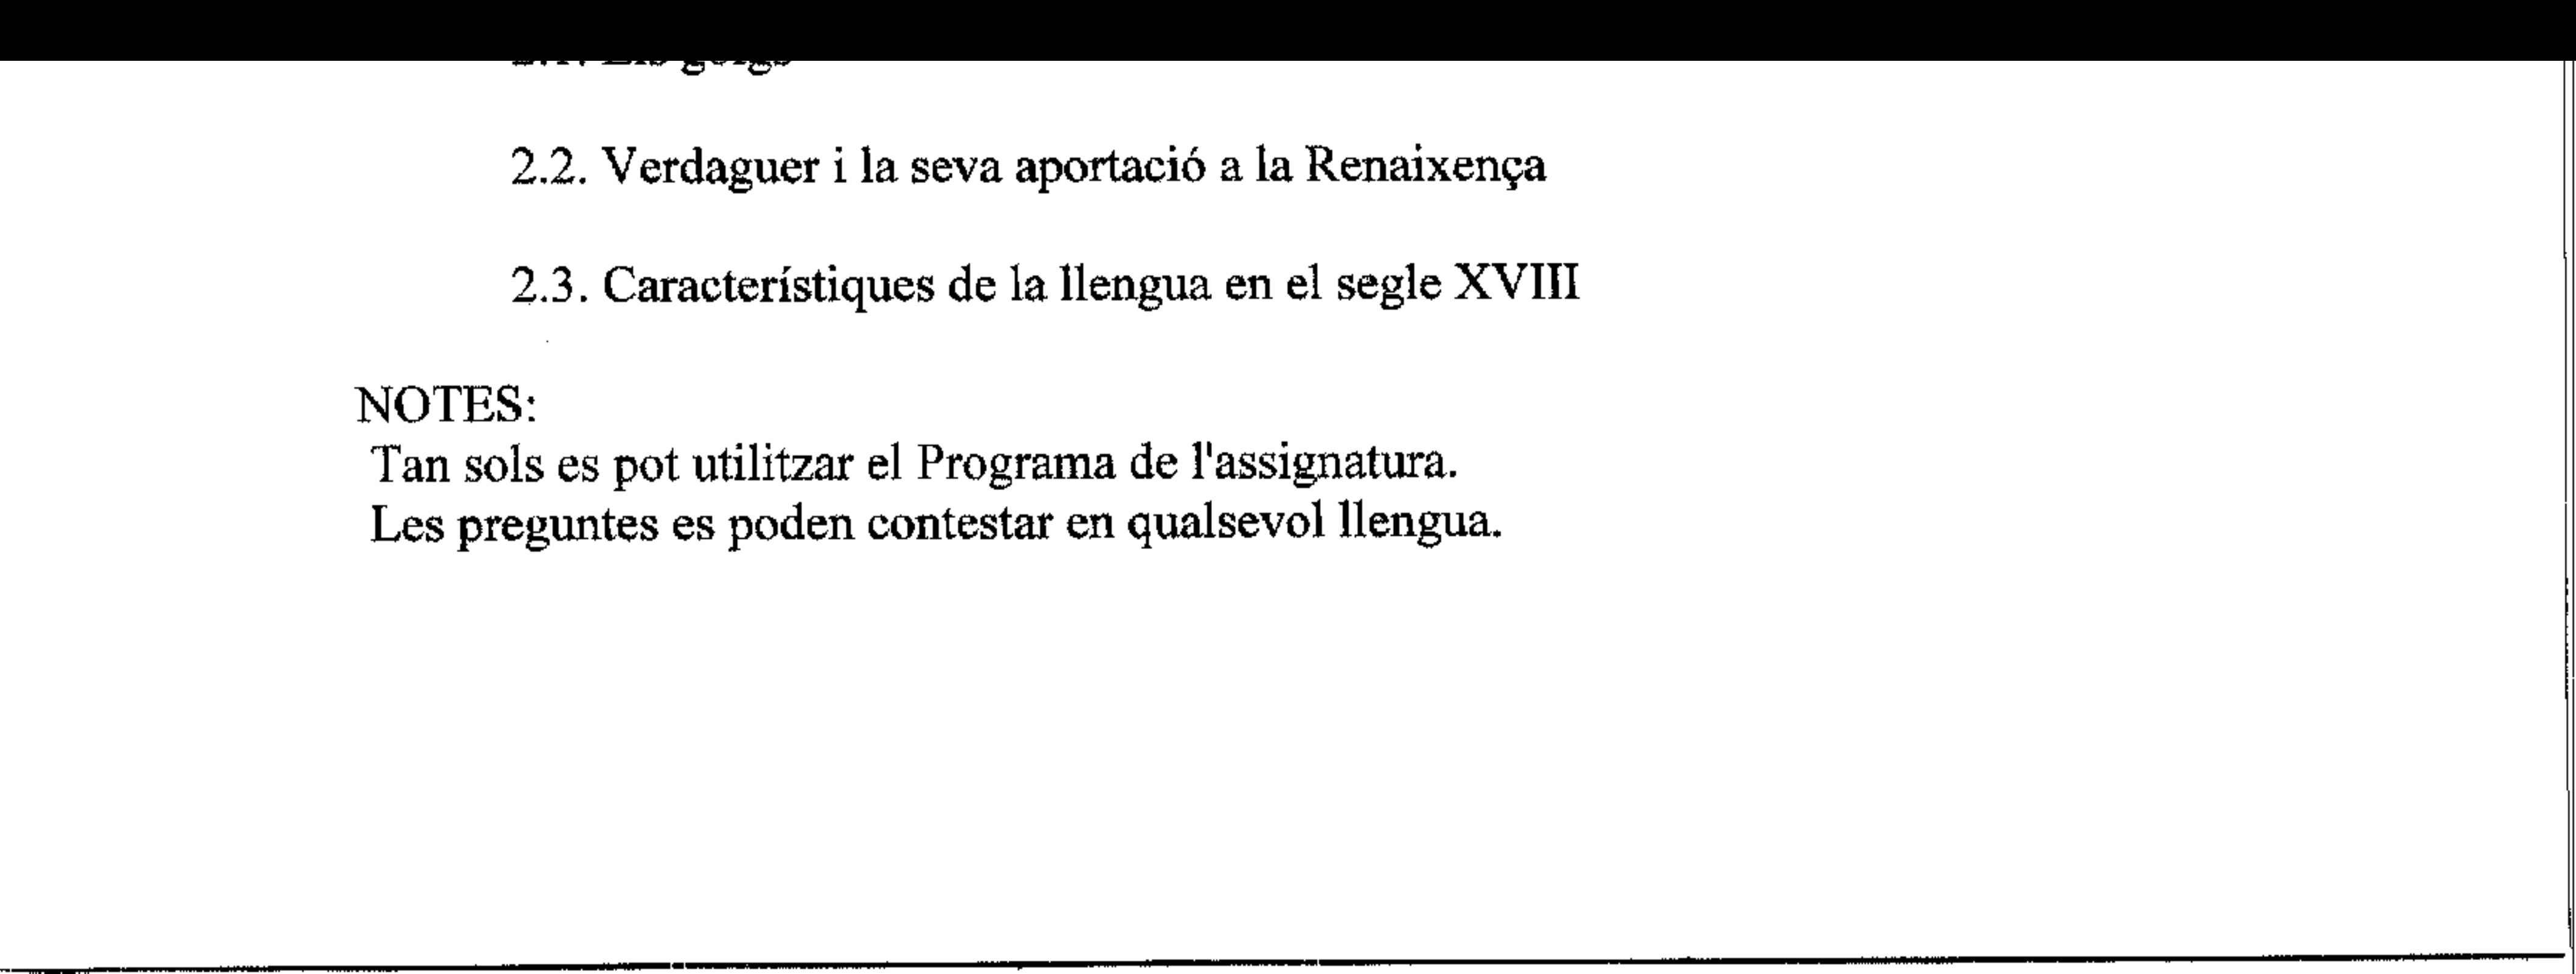 2.2. Verdaguer i la seva aportació a la Renaixença
2.3. Característiques de la llengua en el segle XVIII
NOTES:
Tan sols es pot utilitzar el Programa de l'assignatura.
Les preguntes es poden contestar en qualsevol llengua.